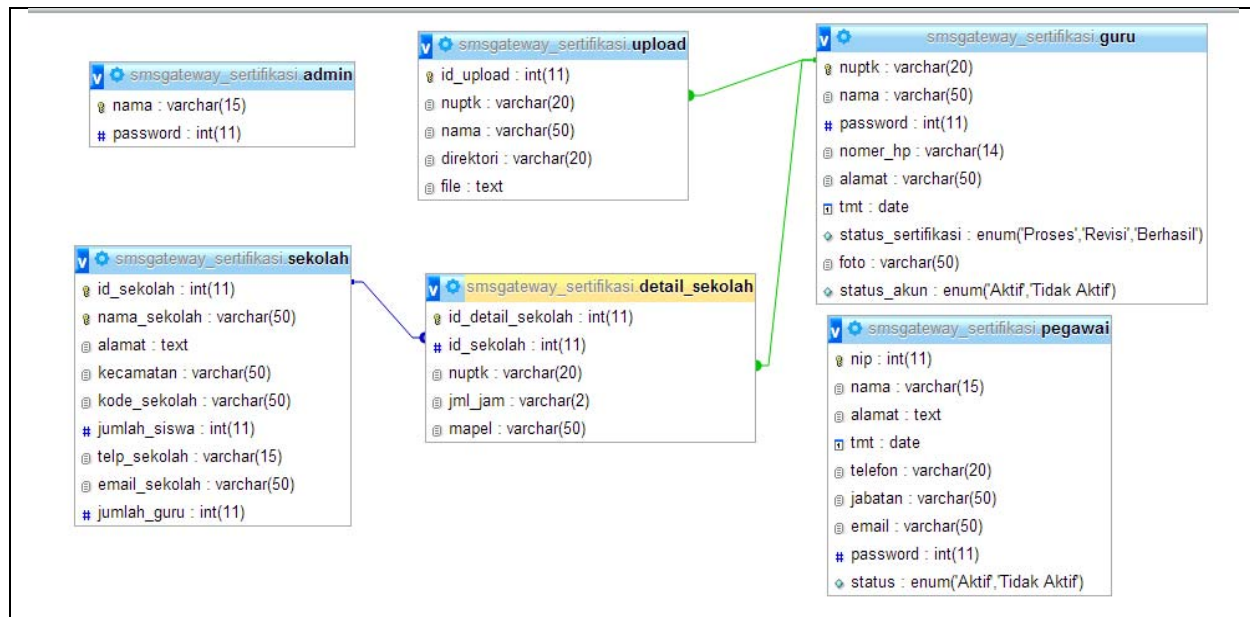 smsgateway_sertifikasi.admin
nama : varchar(15)
# password : int(11)
smsgateway_sertifikasi.upload
id_upload : int(11)
nuptk : varchar(20)
nama : varchar(50)
direktori : varchar(20)
file : text
smsgateway_sertifikasi.guru
nuptk : varchar(20)
nama : varchar(50)
# password : int(11)
nomer_hp : varchar(14)
alamat : varchar(50)
tmt : date
status_sertifikasi : enum('Proses','Revisi','Berhasil')
foto : varchar(50)
status_akun : enum('Aktif','Tidak Aktif')
smsgateway_sertifikasi.sekolah
id_sekolah : int(11)
nama_sekolah : varchar(50)
alamat : text
kecamatan : varchar(50)
kode_sekolah : varchar(50)
# jumlah_siswa : int(11)
telp_sekolah : varchar(15)
email_sekolah : varchar(50)
# jumlah_guru : int(11)
smsgateway_sertifikasi.detail_sekolah
id_detail_sekolah : int(11)
# id_sekolah : int(11)
nuptk : varchar(20)
jml_jam : varchar(2)
mapel : varchar(50)
smsgateway_sertifikasi.pegawai
nip : int(11)
nama : varchar(15)
alamat : text
tmt : date
telefon : varchar(20)
jabatan : varchar(50)
email : varchar(50)
# password : int(11)
status : enum('Aktif','Tidak Aktif')